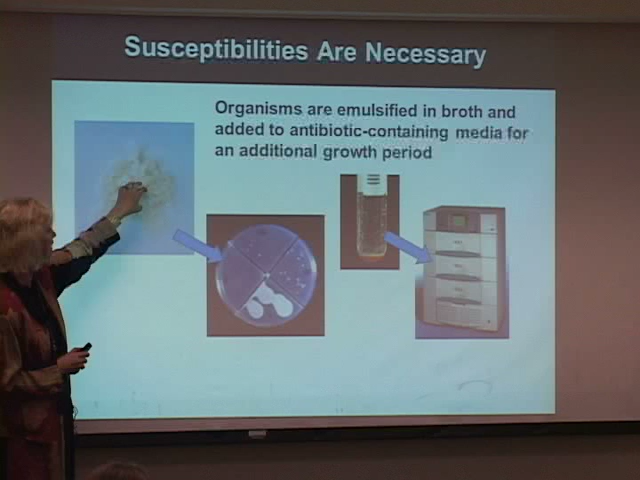 Susceptibilities Are Necessary
Organisms are emulsified in broth and
added to antibiotic-containing media for
an additional growth period